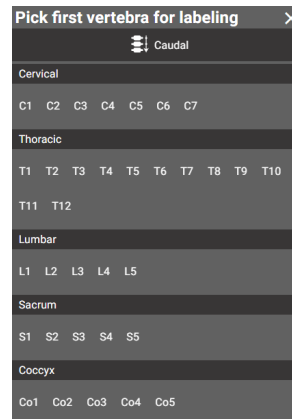 Pick first vertebra for labeling
Caudal
Cervical
C1 C2 C3 C4 C5 C6 C7
Thoracic
T1 T2 T3 T4 T5 T6 T7 T8 T9 T10
T11 T12
Lumbar
L1 L2 L3 L4 L5
Sacrum
S1 S2 S3 S4 S5
Coccyx
Co1 Co2 Co3 Co4 Co5